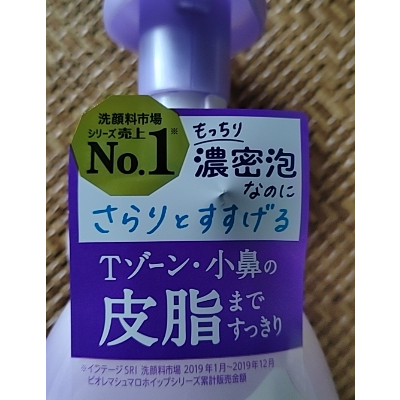 洗顔料市場
シリーズ売上
No.1※
もっちり
濃密泡
なのに
さらりとすすげる
Tゾーン・小鼻の
皮脂まで
すっきり
※インテージSRI 洗顔料市場 2019年1月~2019年12月
ビオレマシュマロホイップシリーズ累計販売金額